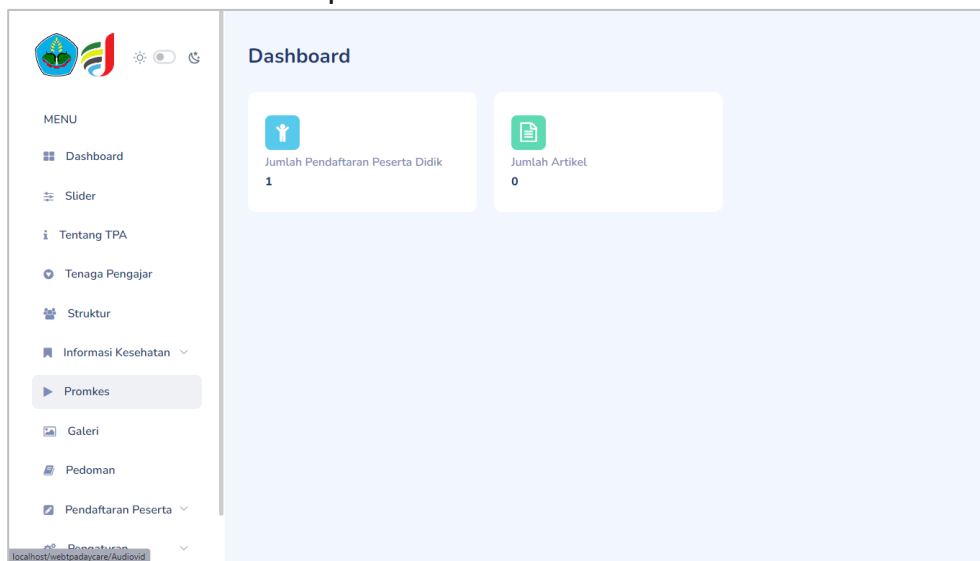 Dashboard
MENU
Dashboard
Slider
Tentang TPA
Tenaga Pengajar
Struktur
Informasi Kesehatan
Promkes
Galeri
Pedoman
Pendaftaran Peserta
Pengaturan
Jumlah Pendaftaran Peserta Didik
1
Jumlah Artikel
0
localhost/webtpadaycare/Audiovid